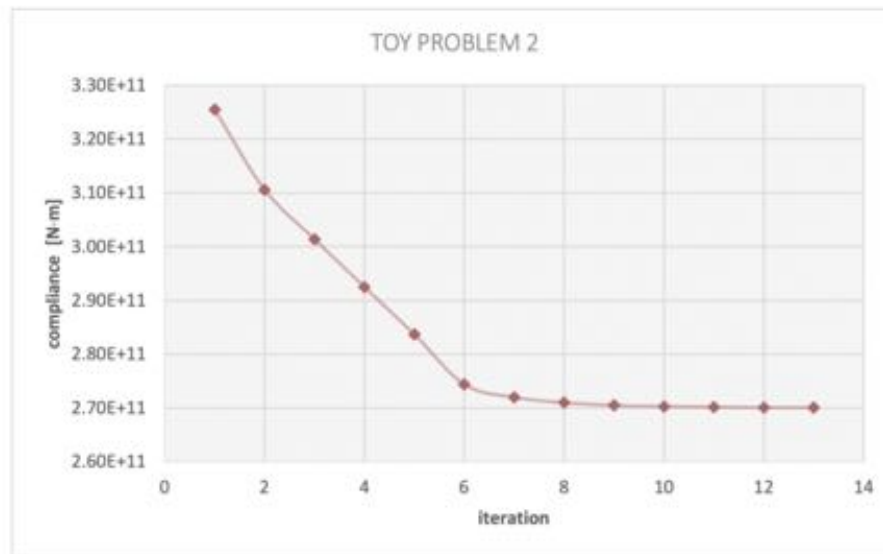 TOY PROBLEM 2
3.30E+11
3.20E+11
3.10E+11
3.00E+11
2.90E+11
2.80E+11
2.70E+11
2.60E+11
compliance [N·m]
0 2 4 6 8 10 12 14
iteration